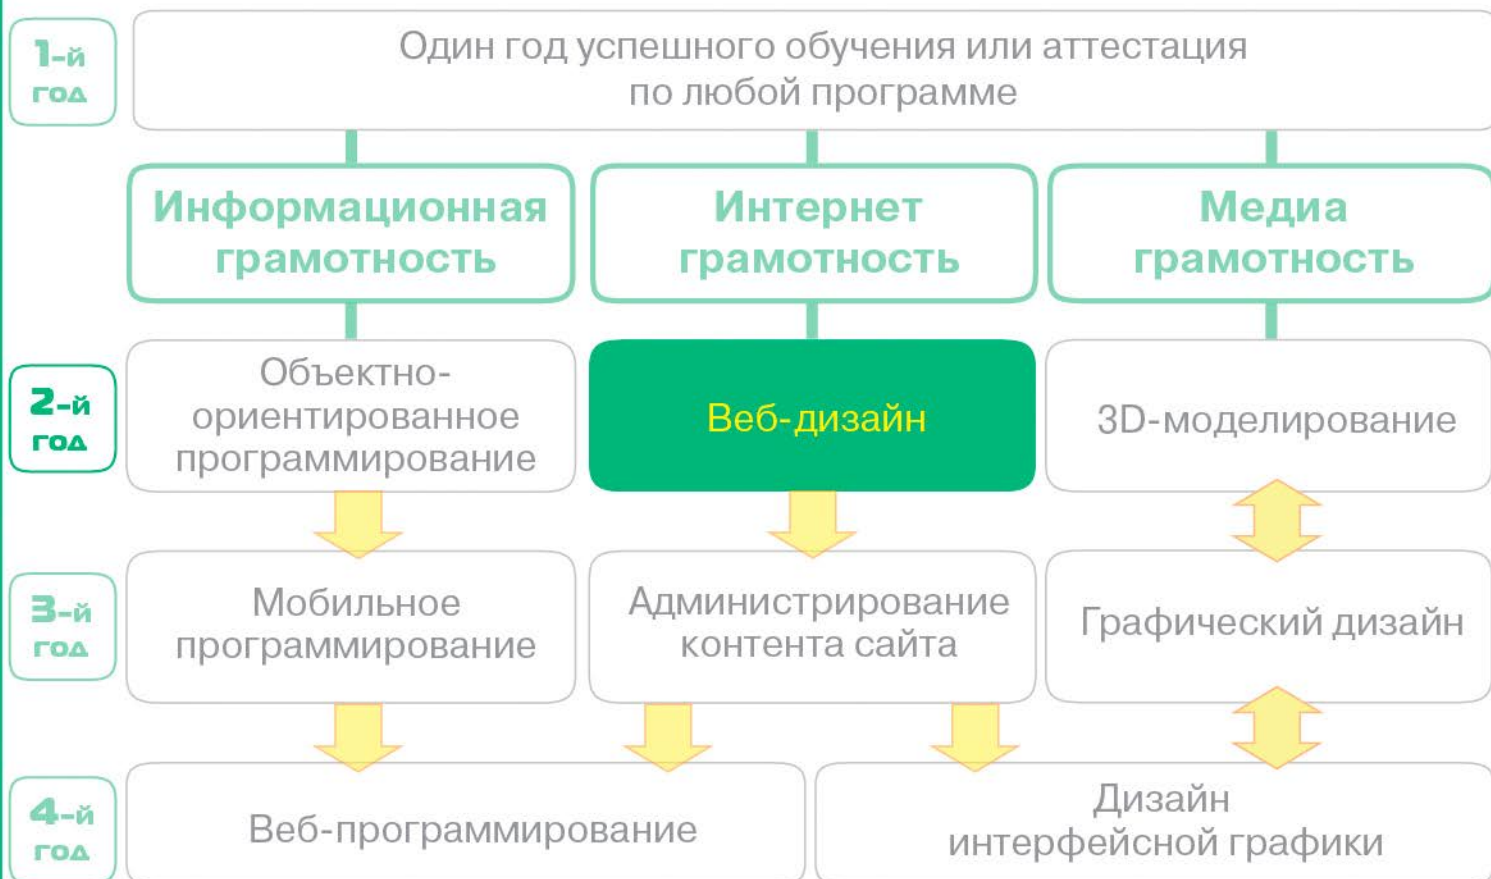 1-й
год
Один год успешного обучения или аттестация
по любой программе
Информационная
грамотность
Интернет
грамотность
Медиа
грамотность
2-й
год
Объектно-
ориентированное
программирование
Веб-дизайн
3D-моделирование
3-й
год
Мобильное
программирование
Администрирование
контента сайта
Графический дизайн
4-й
год
Веб-программирование
Дизайн
интерфейсной графики